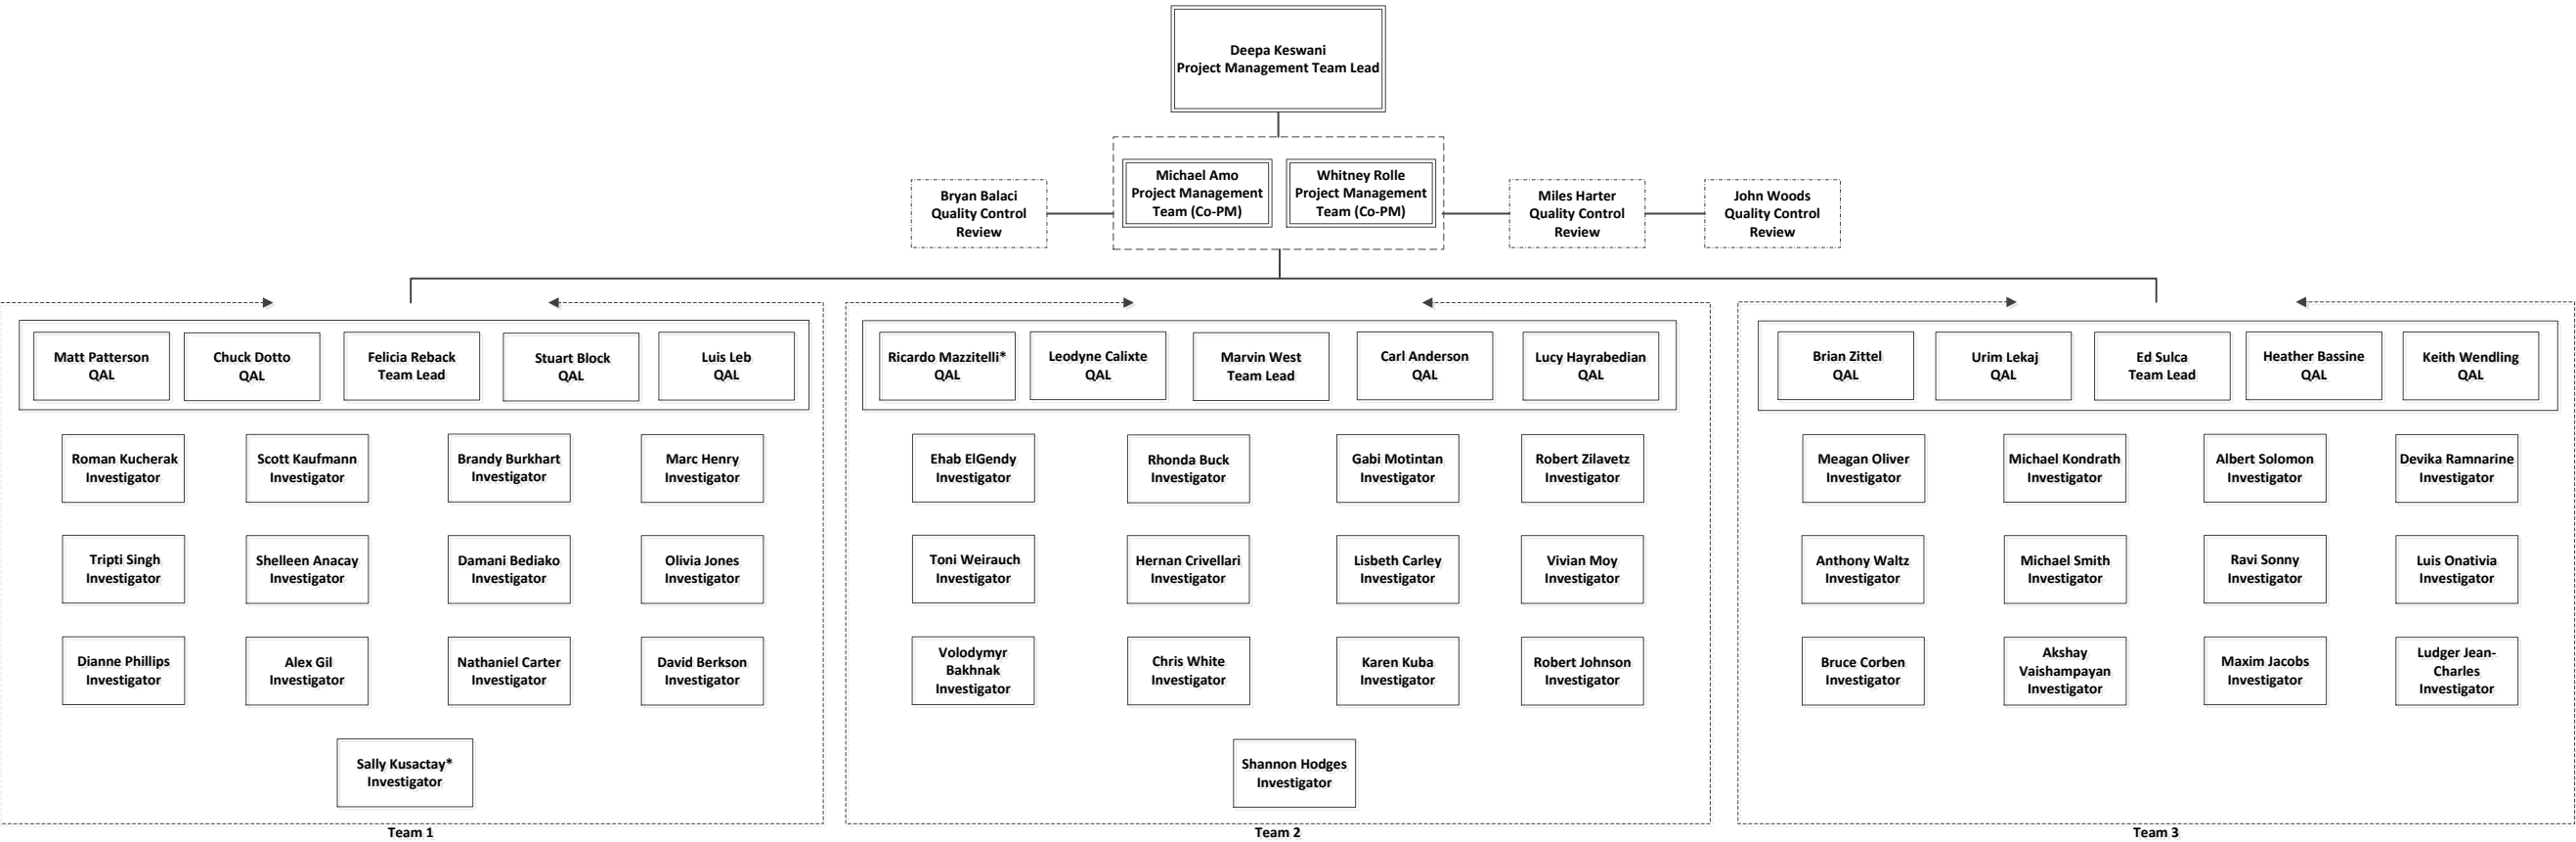 Deepa Keswani
Project Management Team Lead
Michael Amo
Project Management
Team (Co-PM)
Whitney Rolle
Project Management
Team (Co-PM)
Bryan Balaci
Quality Control
Review
Miles Harter
Quality Control
Review
John Woods
Quality Control
Review
Matt Patterson
QAL
Chuck Dotto
QAL
Felicia Reback
Team Lead
Stuart Block
QAL
Luis Leb
QAL
Roman Kucherak
Investigator
Scott Kaufmann
Investigator
Brandy Burkhart
Investigator
Marc Henry
Investigator
Tripti Singh
Investigator
Shelleen Anacay
Investigator
Damani Bediako
Investigator
Olivia Jones
Investigator
Dianne Phillips
Investigator
Alex Gil
Investigator
Nathaniel Carter
Investigator
David Berkson
Investigator
Sally Kusactay*
Investigator
Team 1
Ricardo Mazzitelli*
QAL
Leodyne Calixte
QAL
Marvin West
Team Lead
Carl Anderson
QAL
Lucy Hayrabedian
QAL
Ehab ElGendy
Investigator
Rhonda Buck
Investigator
Gabi Motintan
Investigator
Robert Zilavetz
Investigator
Toni Weirauch
Investigator
Hernan Crivellari
Investigator
Lisbeth Carley
Investigator
Vivian Moy
Investigator
Volodymyr
Bakhnak
Investigator
Chris White
Investigator
Karen Kuba
Investigator
Robert Johnson
Investigator
Shannon Hodges
Investigator
Team 2
Brian Zittel
QAL
Urim Lekaj
QAL
Ed Sulca
Team Lead
Heather Bassine
QAL
Keith Wendling
QAL
Meagan Oliver
Investigator
Michael Kondrath
Investigator
Albert Solomon
Investigator
Devika Ramnarine
Investigator
Anthony Waltz
Investigator
Michael Smith
Investigator
Ravi Sonny
Investigator
Luis Onativia
Investigator
Bruce Corben
Investigator
Akshay
Vaishampayan
Investigator
Maxim Jacobs
Investigator
Ludger Jean-
Charles
Investigator
Team 3